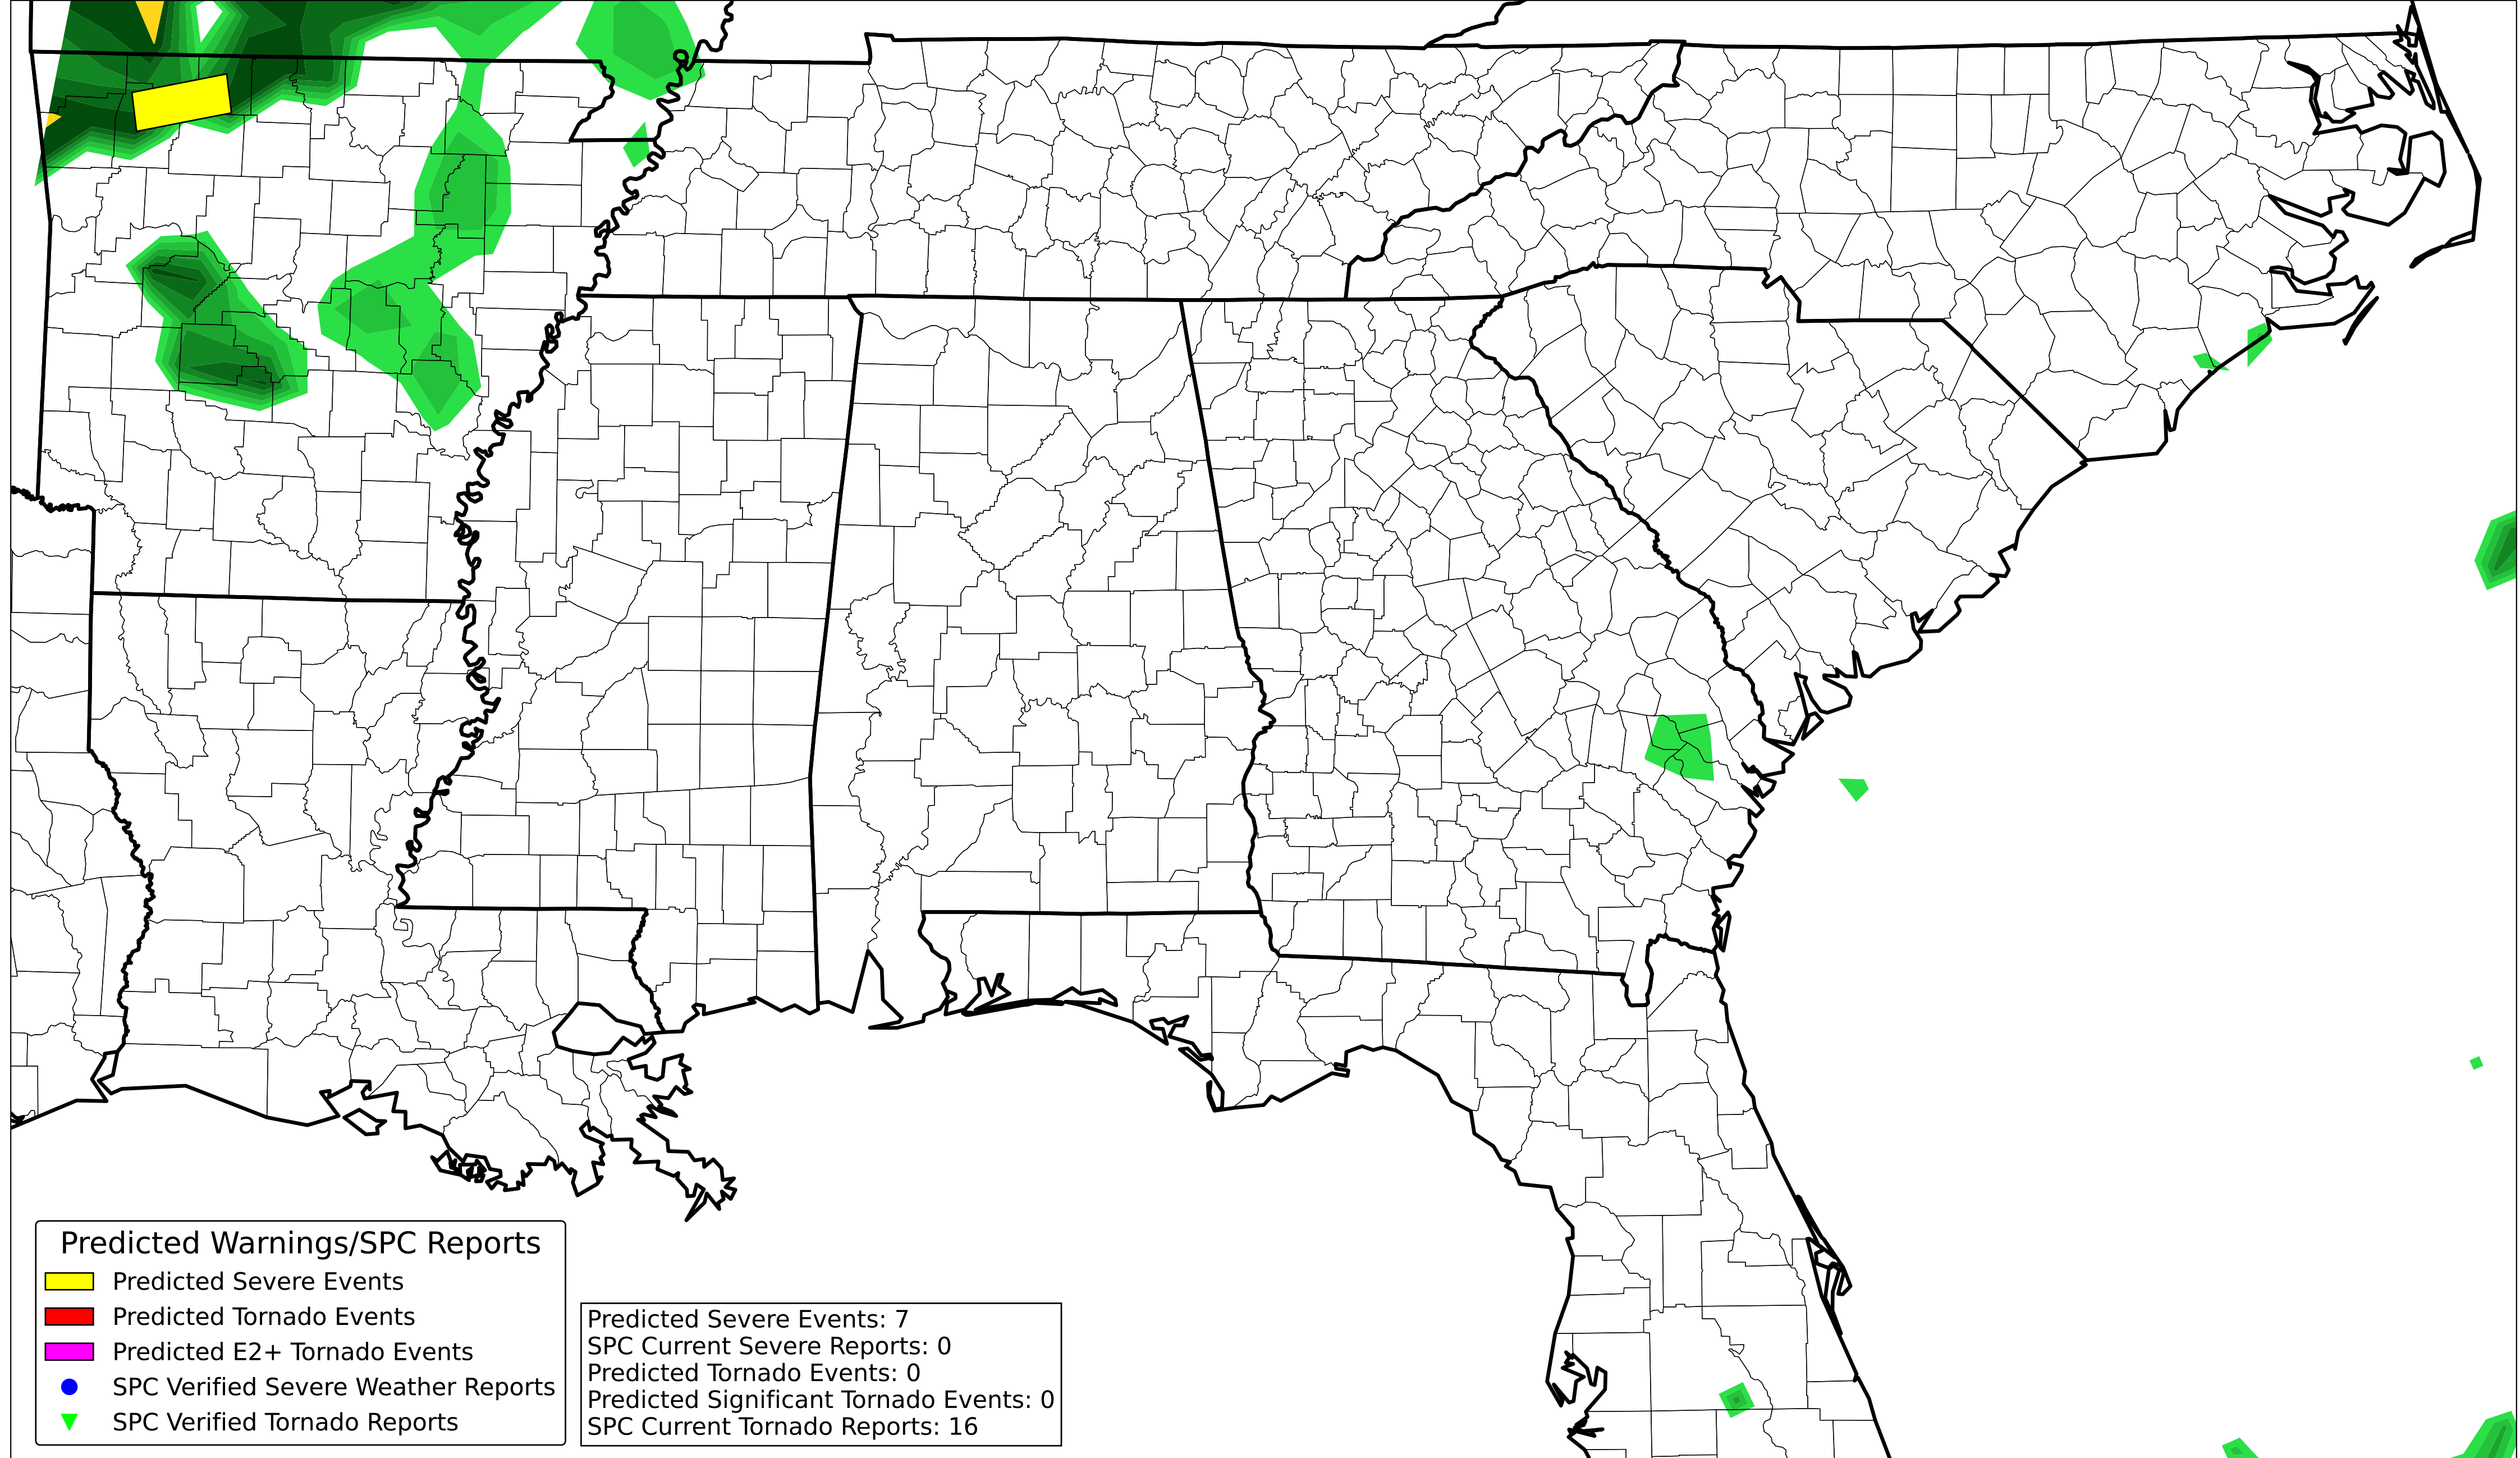 Predicted Warnings/SPC Reports
Predicted Severe Events
Predicted Tornado Events
Predicted E2+ Tornado Events
SPC Verified Severe Weather Reports
SPC Verified Tornado Reports
Predicted Severe Events: 7
SPC Current Severe Reports: 0
Predicted Tornado Events: 0
Predicted Significant Tornado Events: 0
SPC Current Tornado Reports: 16